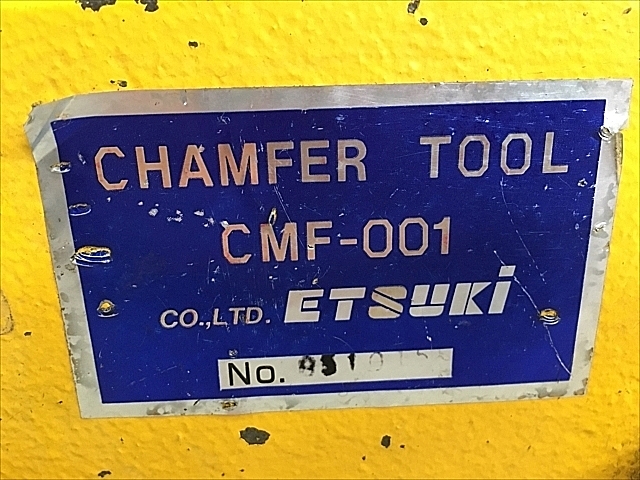 CHAMFER TOOL
CMF-001
CO.,LTD. ETSUKI
No.